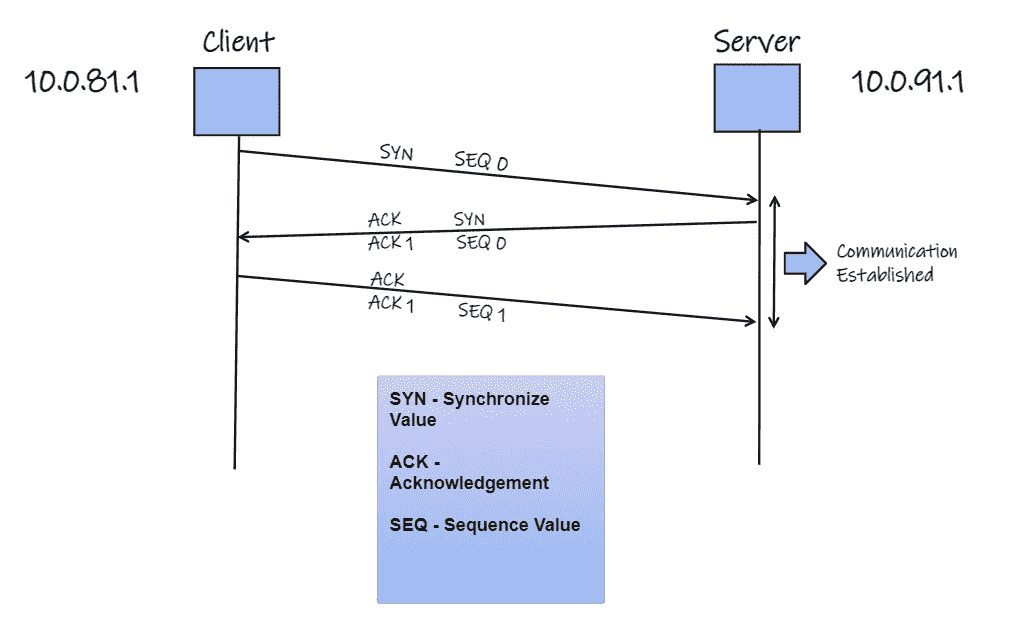 Client
Server
10.0.81.1
10.0.91.1
SYN SEQ 0
ACK SYN
ACK 1 SEQ 0
Communication
Established
ACK
ACK 1 SEQ 1
SYN - Synchronize
Value
ACK -
Acknowledgement
SEQ - Sequence Value